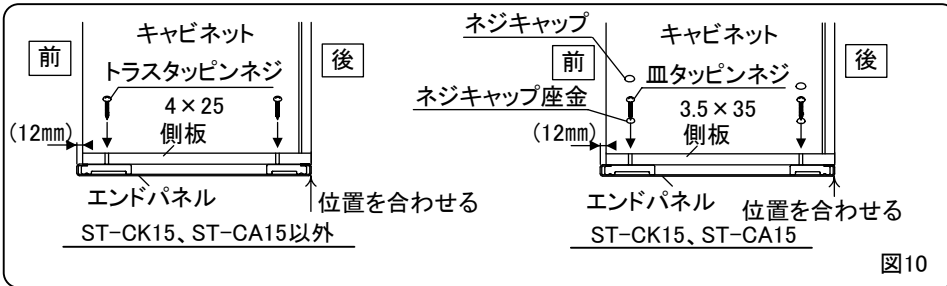 キャビネット
前
後
トラスタッピンネジ
4×25
側板
(12mm)
エンドパネル
位置を合わせる
ST-CK15、ST-CA15以外
ネジキャップ
キャビネット
前
後
皿タッピンネジ
ネジキャップ座金
3.5×35
側板
(12mm)
エンドパネル
位置を合わせる
ST-CK15、ST-CA15
図10